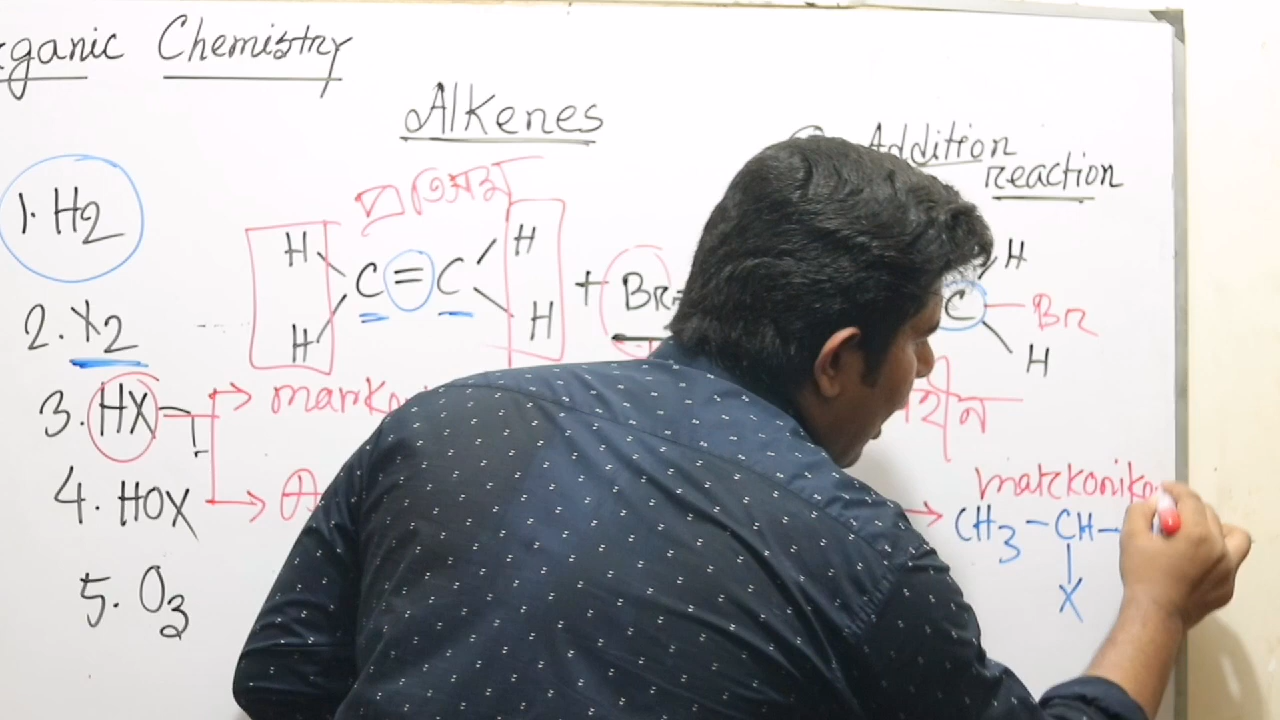 rganic Chemistry
Alkenes
Addition
reaction
1. H2
2. X2
3. HX
4. HOX
5. O3
H H
C = C + Br
H H
H
C Br
H
markoni
হীন
markoniko
CH3 - CH -
X